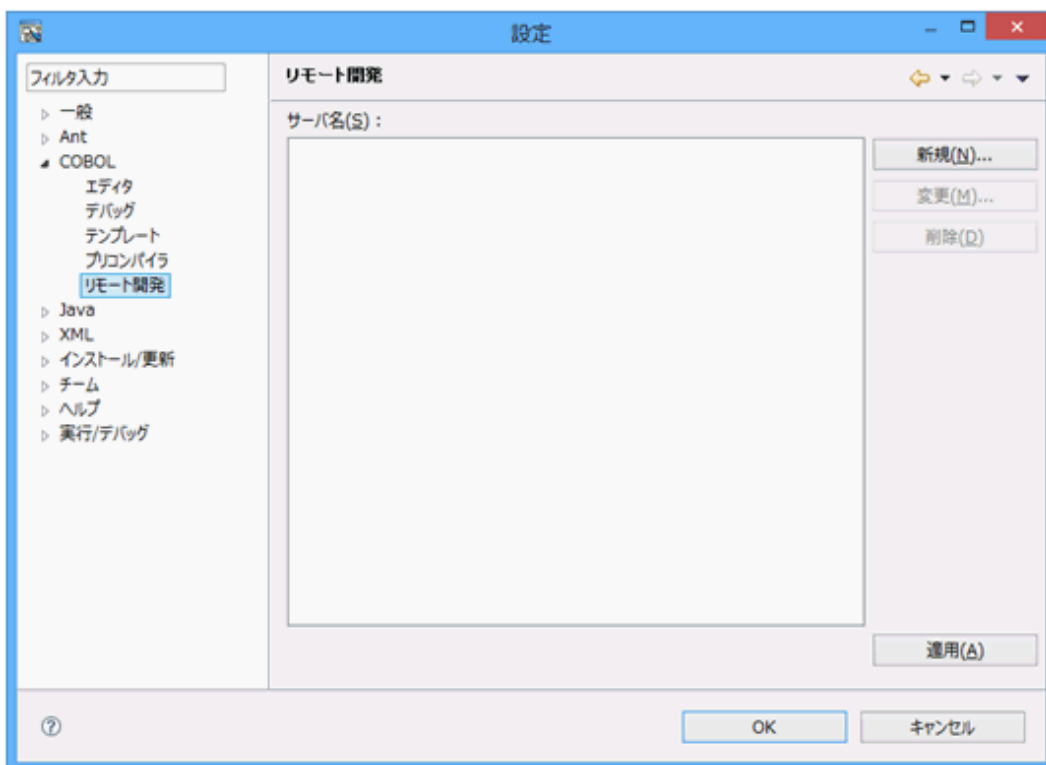 設定
フィルタ入力
一般
Ant
COBOL
エディタ
デバッグ
テンプレート
プリコンパイラ
リモート開発
Java
XML
インストール/更新
チーム
ヘルプ
実行/デバッグ
リモート開発
サーバ名(S)：
新規(N)...
変更(M)...
削除(D)
適用(A)
OK
キャンセル